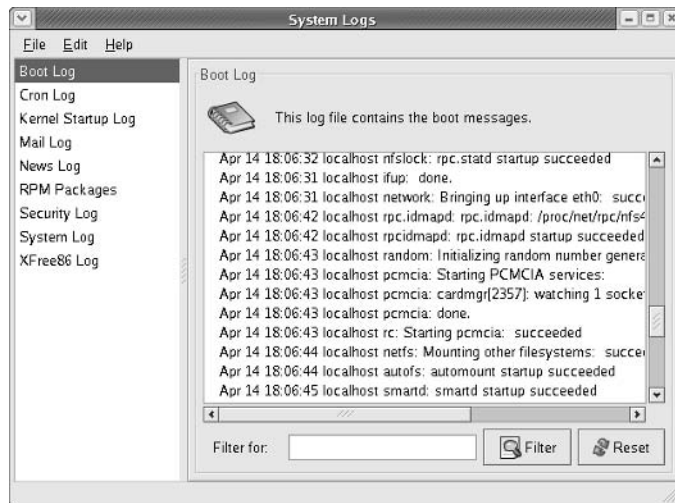 System Logs
File Edit Help
Boot Log
Cron Log
Kernel Startup Log
Mail Log
News Log
RPM Packages
Security Log
System Log
XFree86 Log
Boot Log
This log file contains the boot messages.
Apr 14 18:06:32 localhost nfslock: rpc.statd startup succeeded
Apr 14 18:06:31 localhost ifup: done.
Apr 14 18:06:31 localhost network: Bringing up interface eth0: succe
Apr 14 18:06:42 localhost rpc.idmapd: rpc.idmapd: /proc/net/rpc/nfs4
Apr 14 18:06:42 localhost rpcidmapd: rpc.idmapd startup succeeded
Apr 14 18:06:43 localhost random: Initializing random number genera
Apr 14 18:06:43 localhost pcmcia: Starting PCMCIA services:
Apr 14 18:06:43 localhost pcmcia: cardmgr[2357]: watching 1 socke
Apr 14 18:06:43 localhost pcmcia: done.
Apr 14 18:06:43 localhost rc: Starting pcmcia: succeeded
Apr 14 18:06:44 localhost netfs: Mounting other filesystems: succee
Apr 14 18:06:44 localhost autofs: automount startup succeeded
Apr 14 18:06:45 localhost smartd: smartd startup succeeded
Filter for: Filter Reset